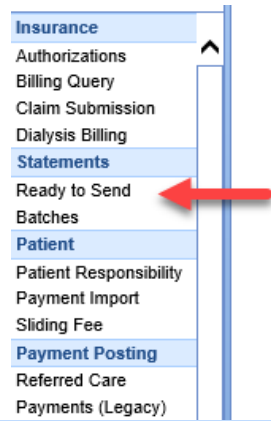 Insurance
Authorizations
Billing Query
Claim Submission
Dialysis Billing
Statements
Ready to Send
Batches
Patient
Patient Responsibility
Payment Import
Sliding Fee
Payment Posting
Referred Care
Payments (Legacy)